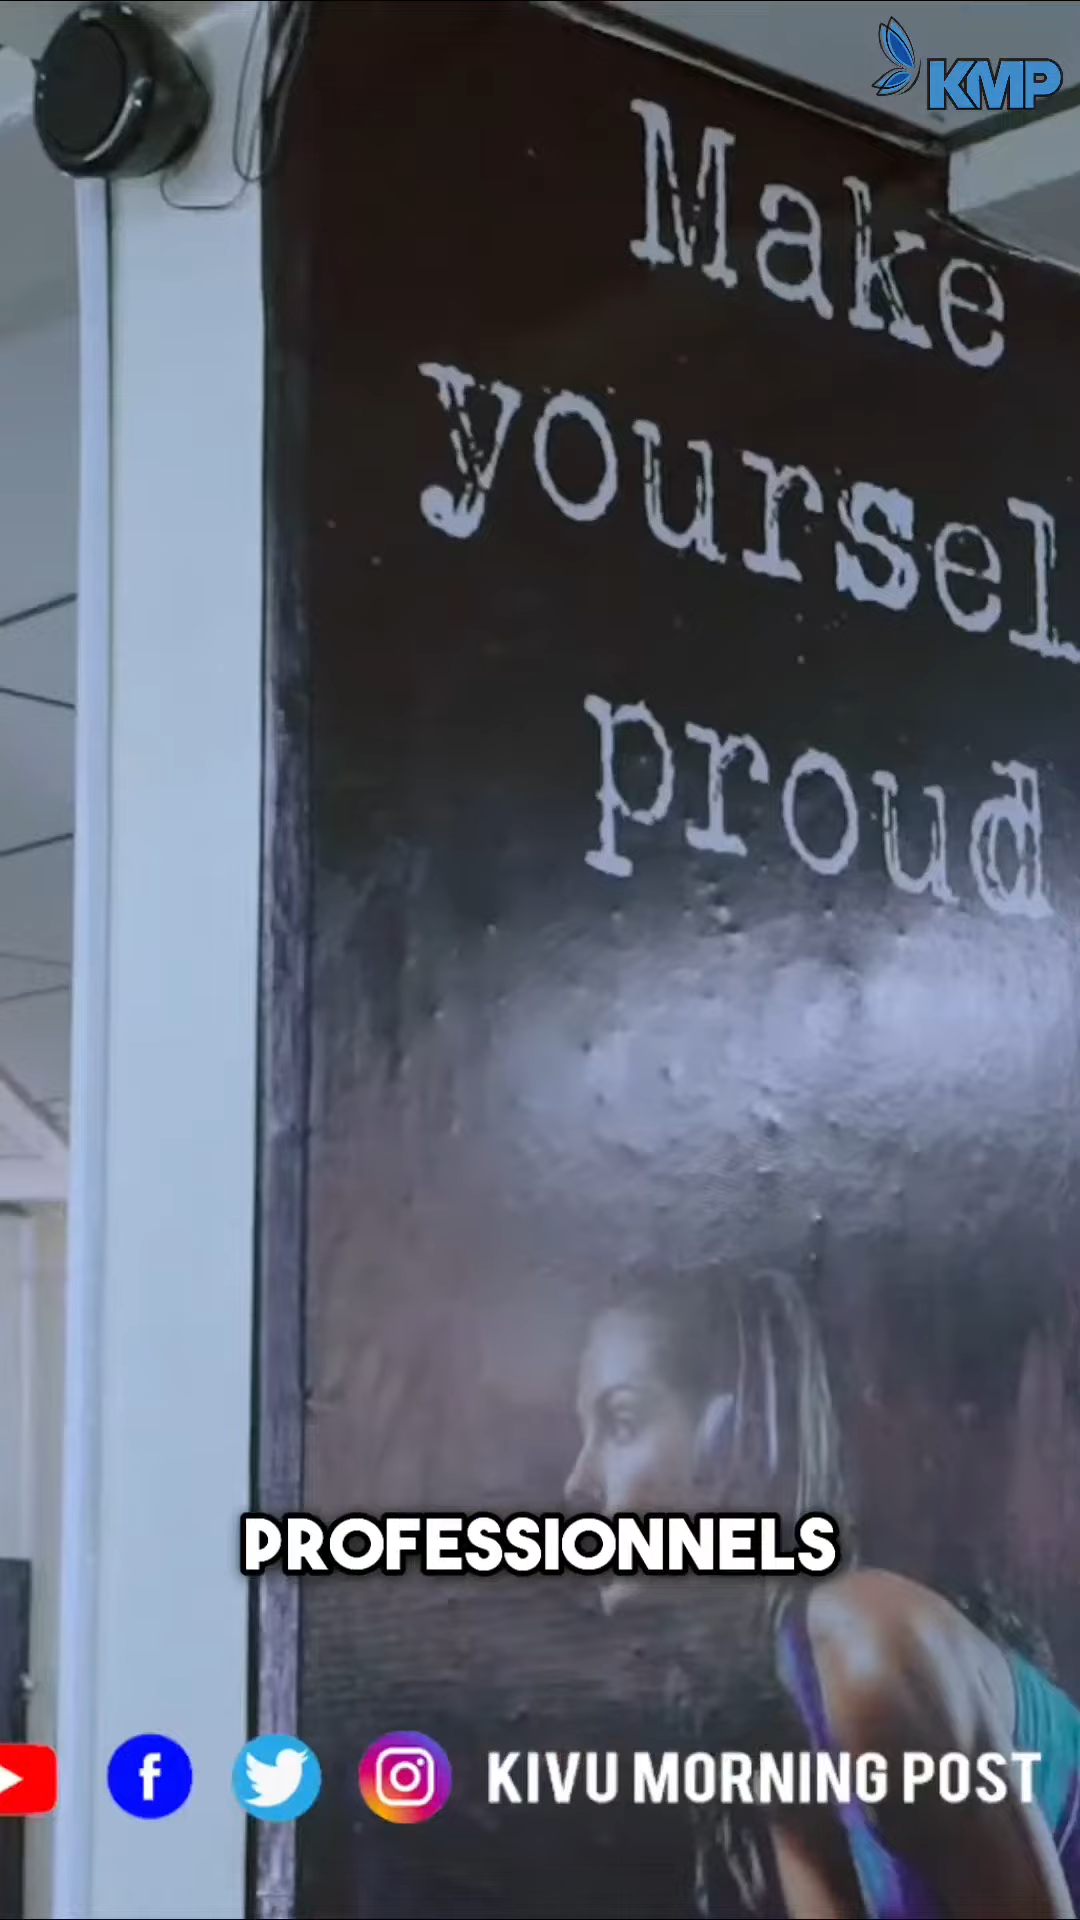 KMP
Make
yoursel
proud
PROFESSIONNELS
KIVU MORNING POST